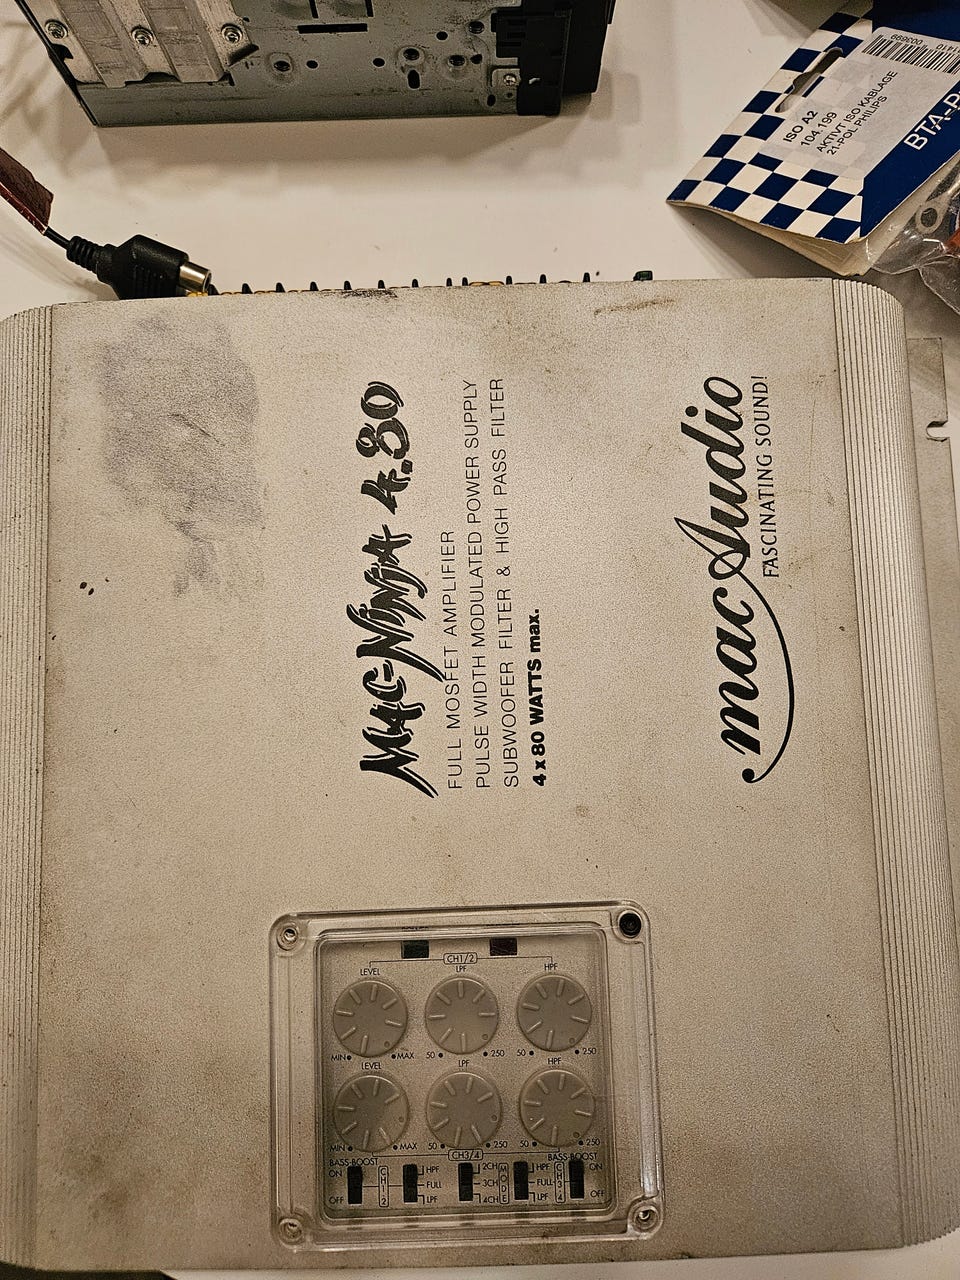 ISO A2
104.199
AKTIVT ISO KABLAGE
21-POL PHILIPS
MAC-NINJA 4.80
FULL MOSFET AMPLIFIER
PULSE WIDTH MODULATED POWER SUPPLY
SUBWOOFER FILTER & HIGH PASS FILTER
4 x 80 WATTS max.
mac Audio
FASCINATING SOUND!
CH1/2
LEVEL LPF HPF
MIN MAX 50 250 50 250
LEVEL LPF HPF
MIN MAX 50 250 50 250
CH3/4
BASS-BOOST BASS-BOOST
ON CH1/2 HPF 2CH MODE HPF CH3/4 ON
FULL 3CH FULL
OFF LPF 4CH LPF OFF